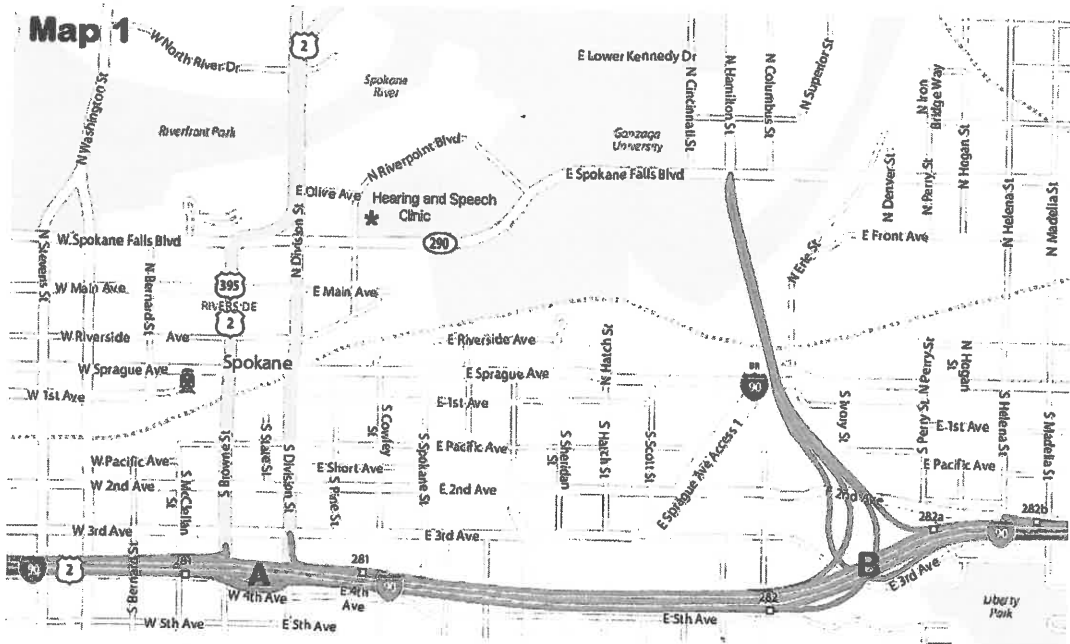 Map 1
2
W North River Dr
N Washington St
Spokane
River
Riverfront Park
E Lower Kennedy Dr
N Cincinnati St
N Hamilton St
N Columbus St
N Superior St
Gonzaga
University
N Iron
Bridge Way
N Hogan St
N Denver St
N Perry St
N Helena St
N Madelia St
N Riverpoint Blvd
E Spokane Falls Blvd
E Olive Ave
Hearing and Speech
Clinic
*
N Division St
W Spokane Falls Blvd
290
E Front Ave
N Erie St
N Stevens St
N Bernard St
W Main Ave
395
E Main Ave
RIVERSIDE
2
W Riverside Ave
E Riverside Ave
Spokane
W Sprague Ave
E Sprague Ave
N Hatch St
BR
90
N Perry St
N Hogan
St
W 1st Ave
E 1st Ave
E 1st Ave
S Cowley
St
S Spokane St
S State St
S Division St
S Browne St
W Pacific Ave
E Pacific Ave
E Pacific Ave
S Sheridan
St
S Hatch St
S Scott St
E Sprague Ave Access 1
S Ivory St
S Perry St
S Helena St
S Madelia St
W 2nd Ave
S McClellan
St
E Short Ave
S Pine St
E 2nd Ave
E 2nd Ave
W 3rd Ave
E 3rd Ave
282a
282b
90
281
281
90
2
A
90
B
E 3rd Ave
S Bernard St
W 4th Ave
E 4th
Ave
282
W 5th Ave
E 5th Ave
E 5th Ave
Liberty
Park